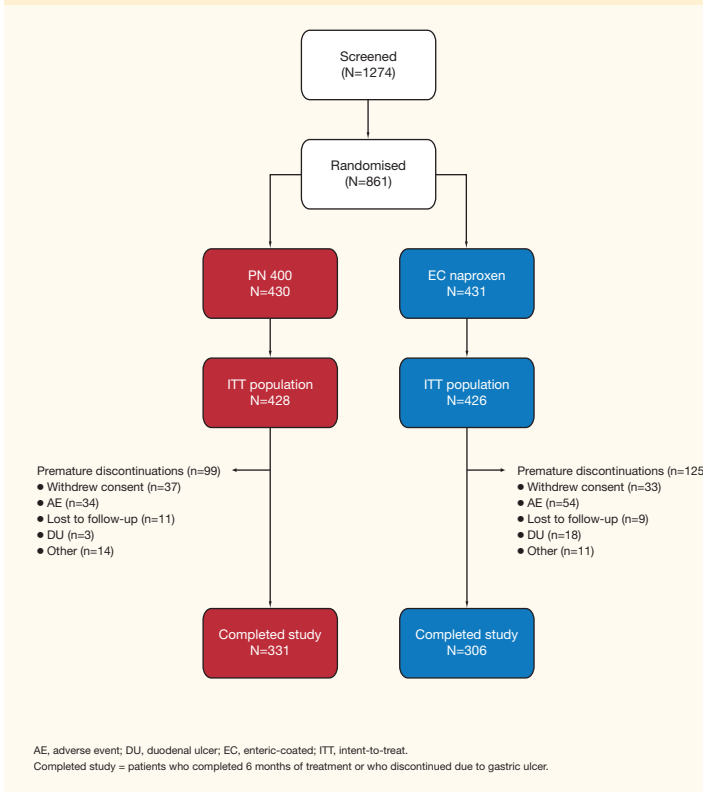 Screened
(N=1274)
Randomised
(N=861)
PN 400
N=430
EC naproxen
N=431
ITT population
N=428
ITT population
N=426
Premature discontinuations (n=99)
● Withdrew consent (n=37)
● AE (n=34)
● Lost to follow-up (n=11)
● DU (n=3)
● Other (n=14)
Premature discontinuations (n=125
● Withdrew consent (n=33)
● AE (n=54)
● Lost to follow-up (n=9)
● DU (n=18)
● Other (n=11)
Completed study
N=331
Completed study
N=306
AE, adverse event; DU, duodenal ulcer; EC, enteric-coated; ITT, intent-to-treat.
Completed study = patients who completed 6 months of treatment or who discontinued due to gastric ulcer.